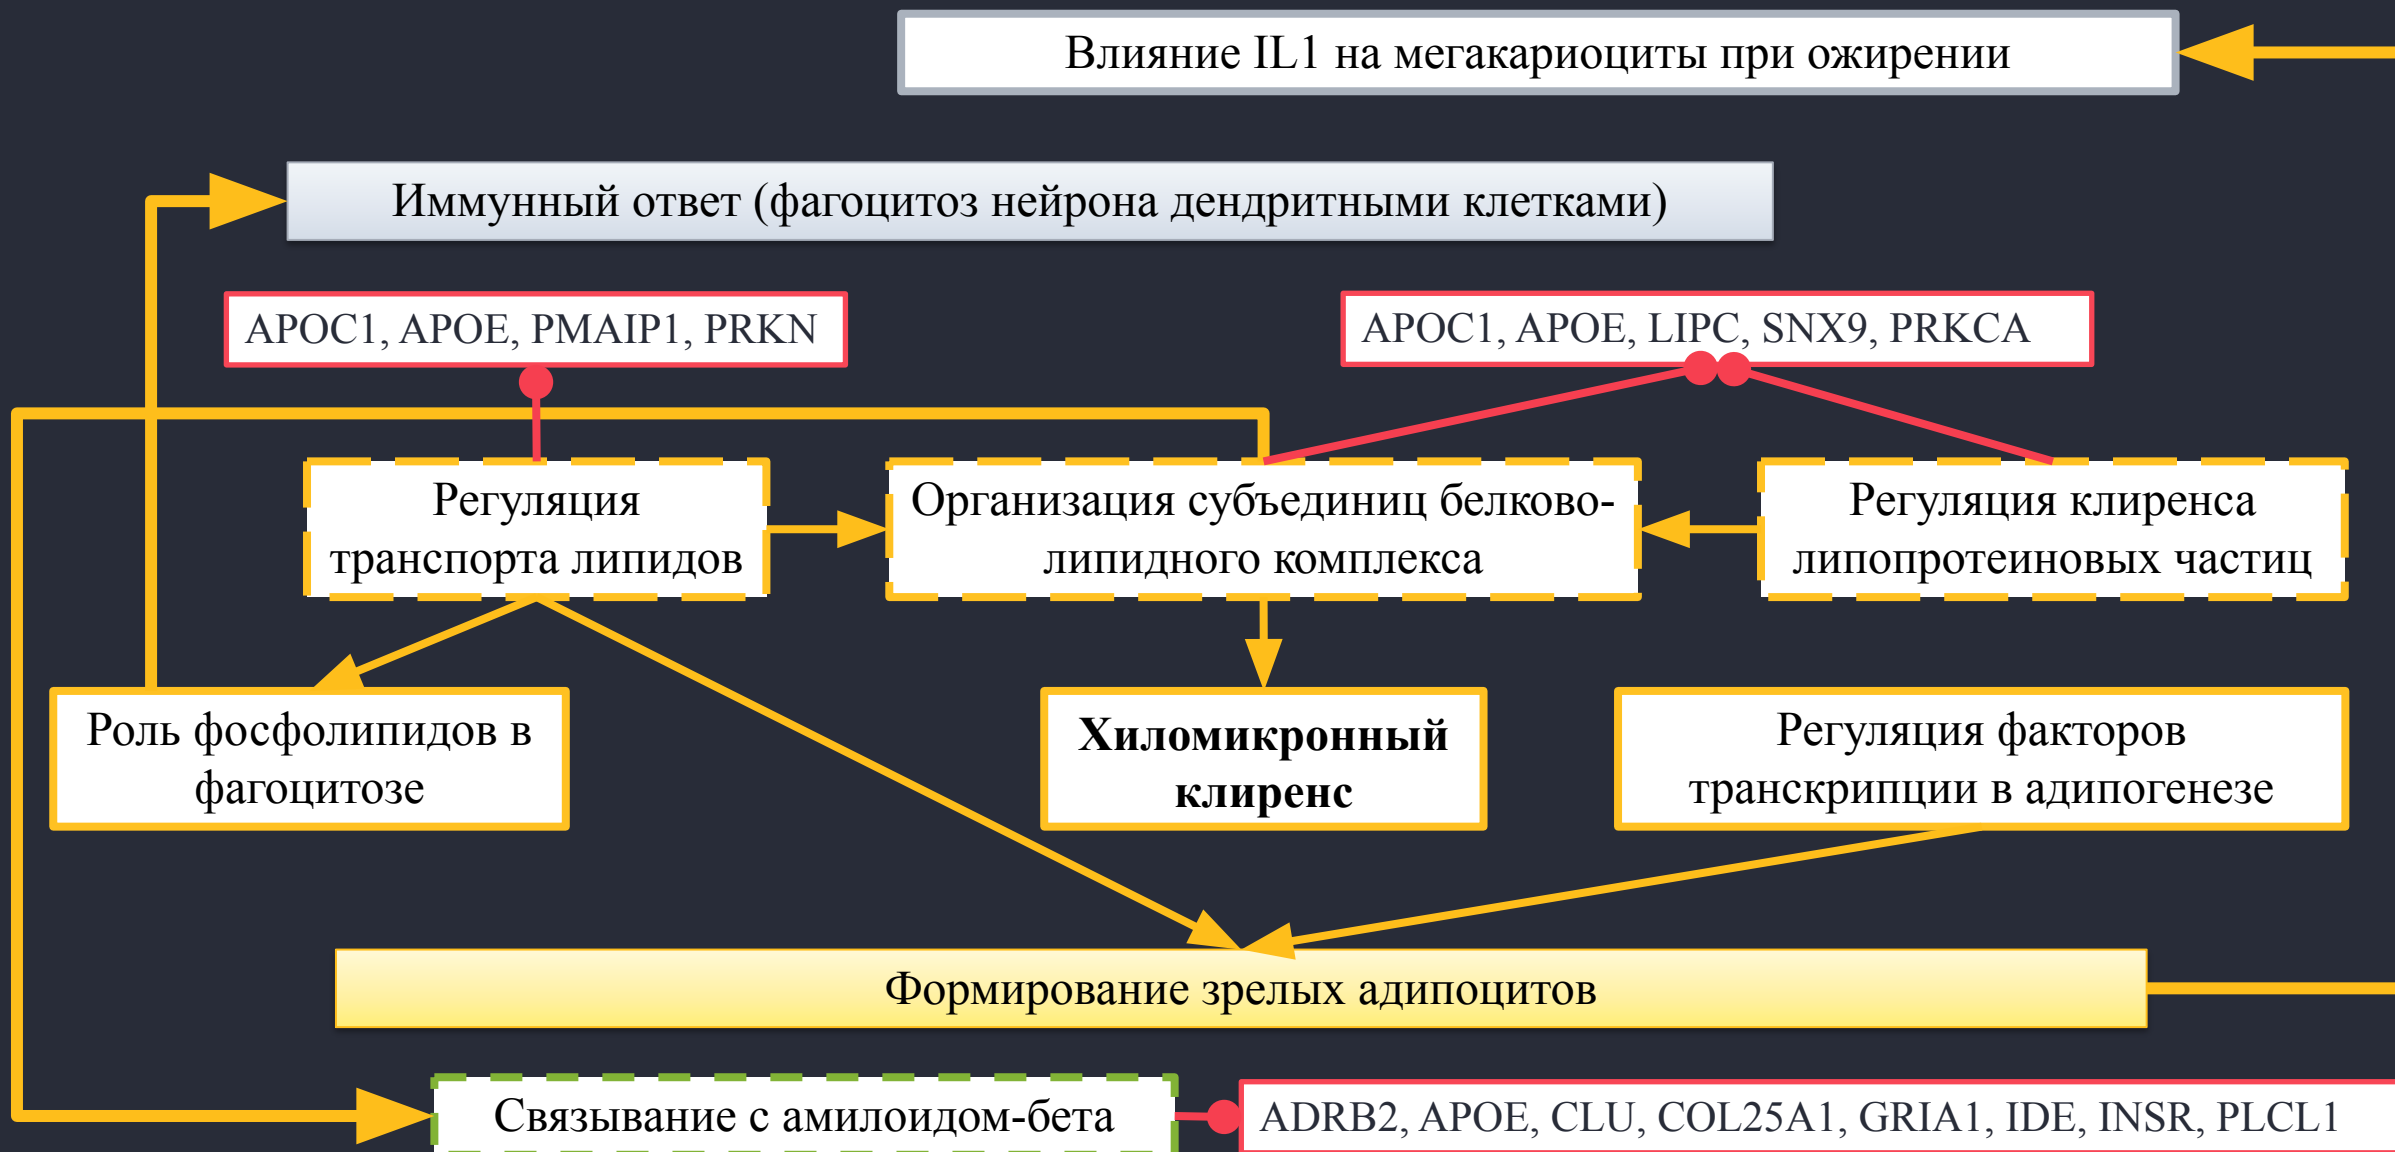 Влияние IL1 на мегакариоциты при ожирении
Иммунный ответ (фагоцитоз нейрона дендритными клетками)
APOC1, APOE, PMAIP1, PRKN
APOC1, APOE, LIPC, SNX9, PRKCA
Регуляция
транспорта липидов
Организация субъединиц белково-
липидного комплекса
Регуляция клиренса
липопротеиновых частиц
Роль фосфолипидов в
фагоцитозе
Хиломикронный
клиренс
Регуляция факторов
транскрипции в адипогенезе
Формирование зрелых адипоцитов
Связывание с амилоидом-бета
ADRB2, APOE, CLU, COL25A1, GRIA1, IDE, INSR, PLCL1